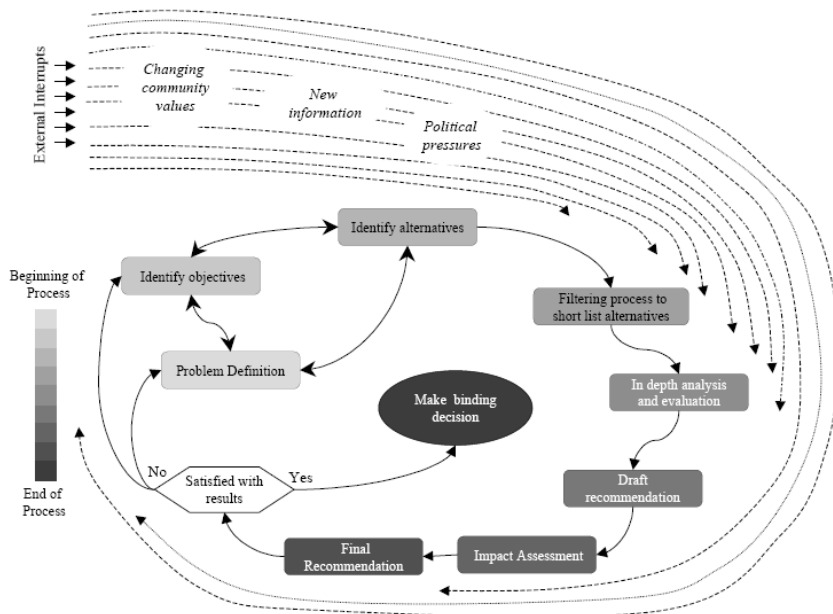 External Interrupts
Changing
community
values
New
information
Political
pressures
Identify alternatives
Identify objectives
Beginning of
Process
Filtering process to
short list alternatives
Problem Definition
In depth analysis
and evaluation
Make binding
decision
No
Satisfied with
results
Yes
Draft
recommendation
End of
Process
Final
Recommendation
Impact Assessment